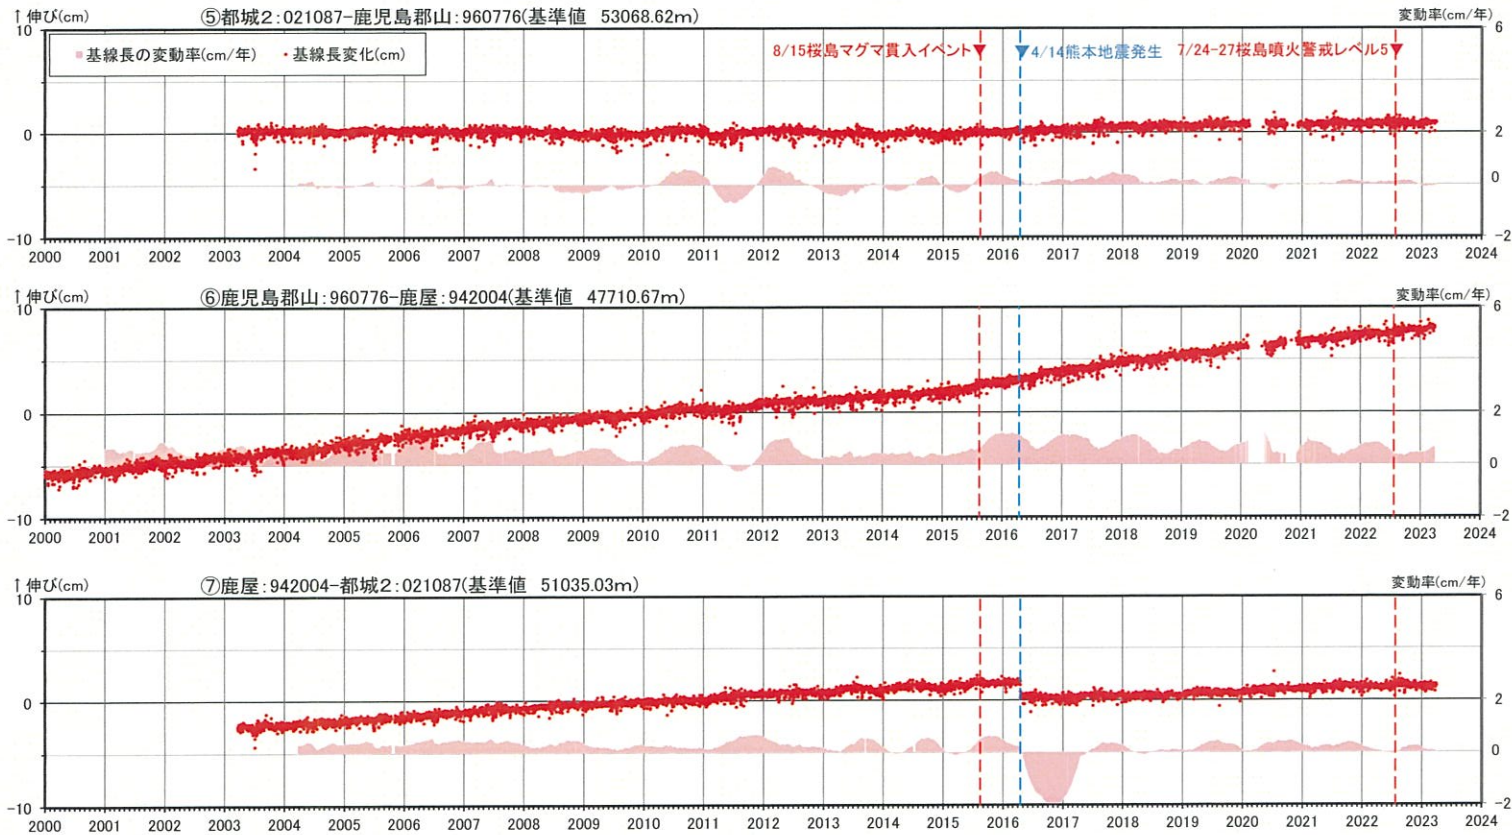 ↑伸び(cm) ⑤都城2:021087-鹿児島郡山:960776(基準値 53068.62m) 変動率(cm/年)
10 6
基線長の変動率(cm/年) 基線長変化(cm) 8/15桜島マグマ貫入イベント▼ ▼4/14熊本地震発生 7/24-27桜島噴火警戒レベル5▼
0 2
0
-10 -2
2000 2001 2002 2003 2004 2005 2006 2007 2008 2009 2010 2011 2012 2013 2014 2015 2016 2017 2018 2019 2020 2021 2022 2023 2024
↑伸び(cm) ⑥鹿児島郡山:960776-鹿屋:942004(基準値 47710.67m) 変動率(cm/年)
10 6
0 2
0
-10 -2
2000 2001 2002 2003 2004 2005 2006 2007 2008 2009 2010 2011 2012 2013 2014 2015 2016 2017 2018 2019 2020 2021 2022 2023 2024
↑伸び(cm) ⑦鹿屋:942004-都城2:021087(基準値 51035.03m) 変動率(cm/年)
10 6
0 2
0
-10 -2
2000 2001 2002 2003 2004 2005 2006 2007 2008 2009 2010 2011 2012 2013 2014 2015 2016 2017 2018 2019 2020 2021 2022 2023 2024